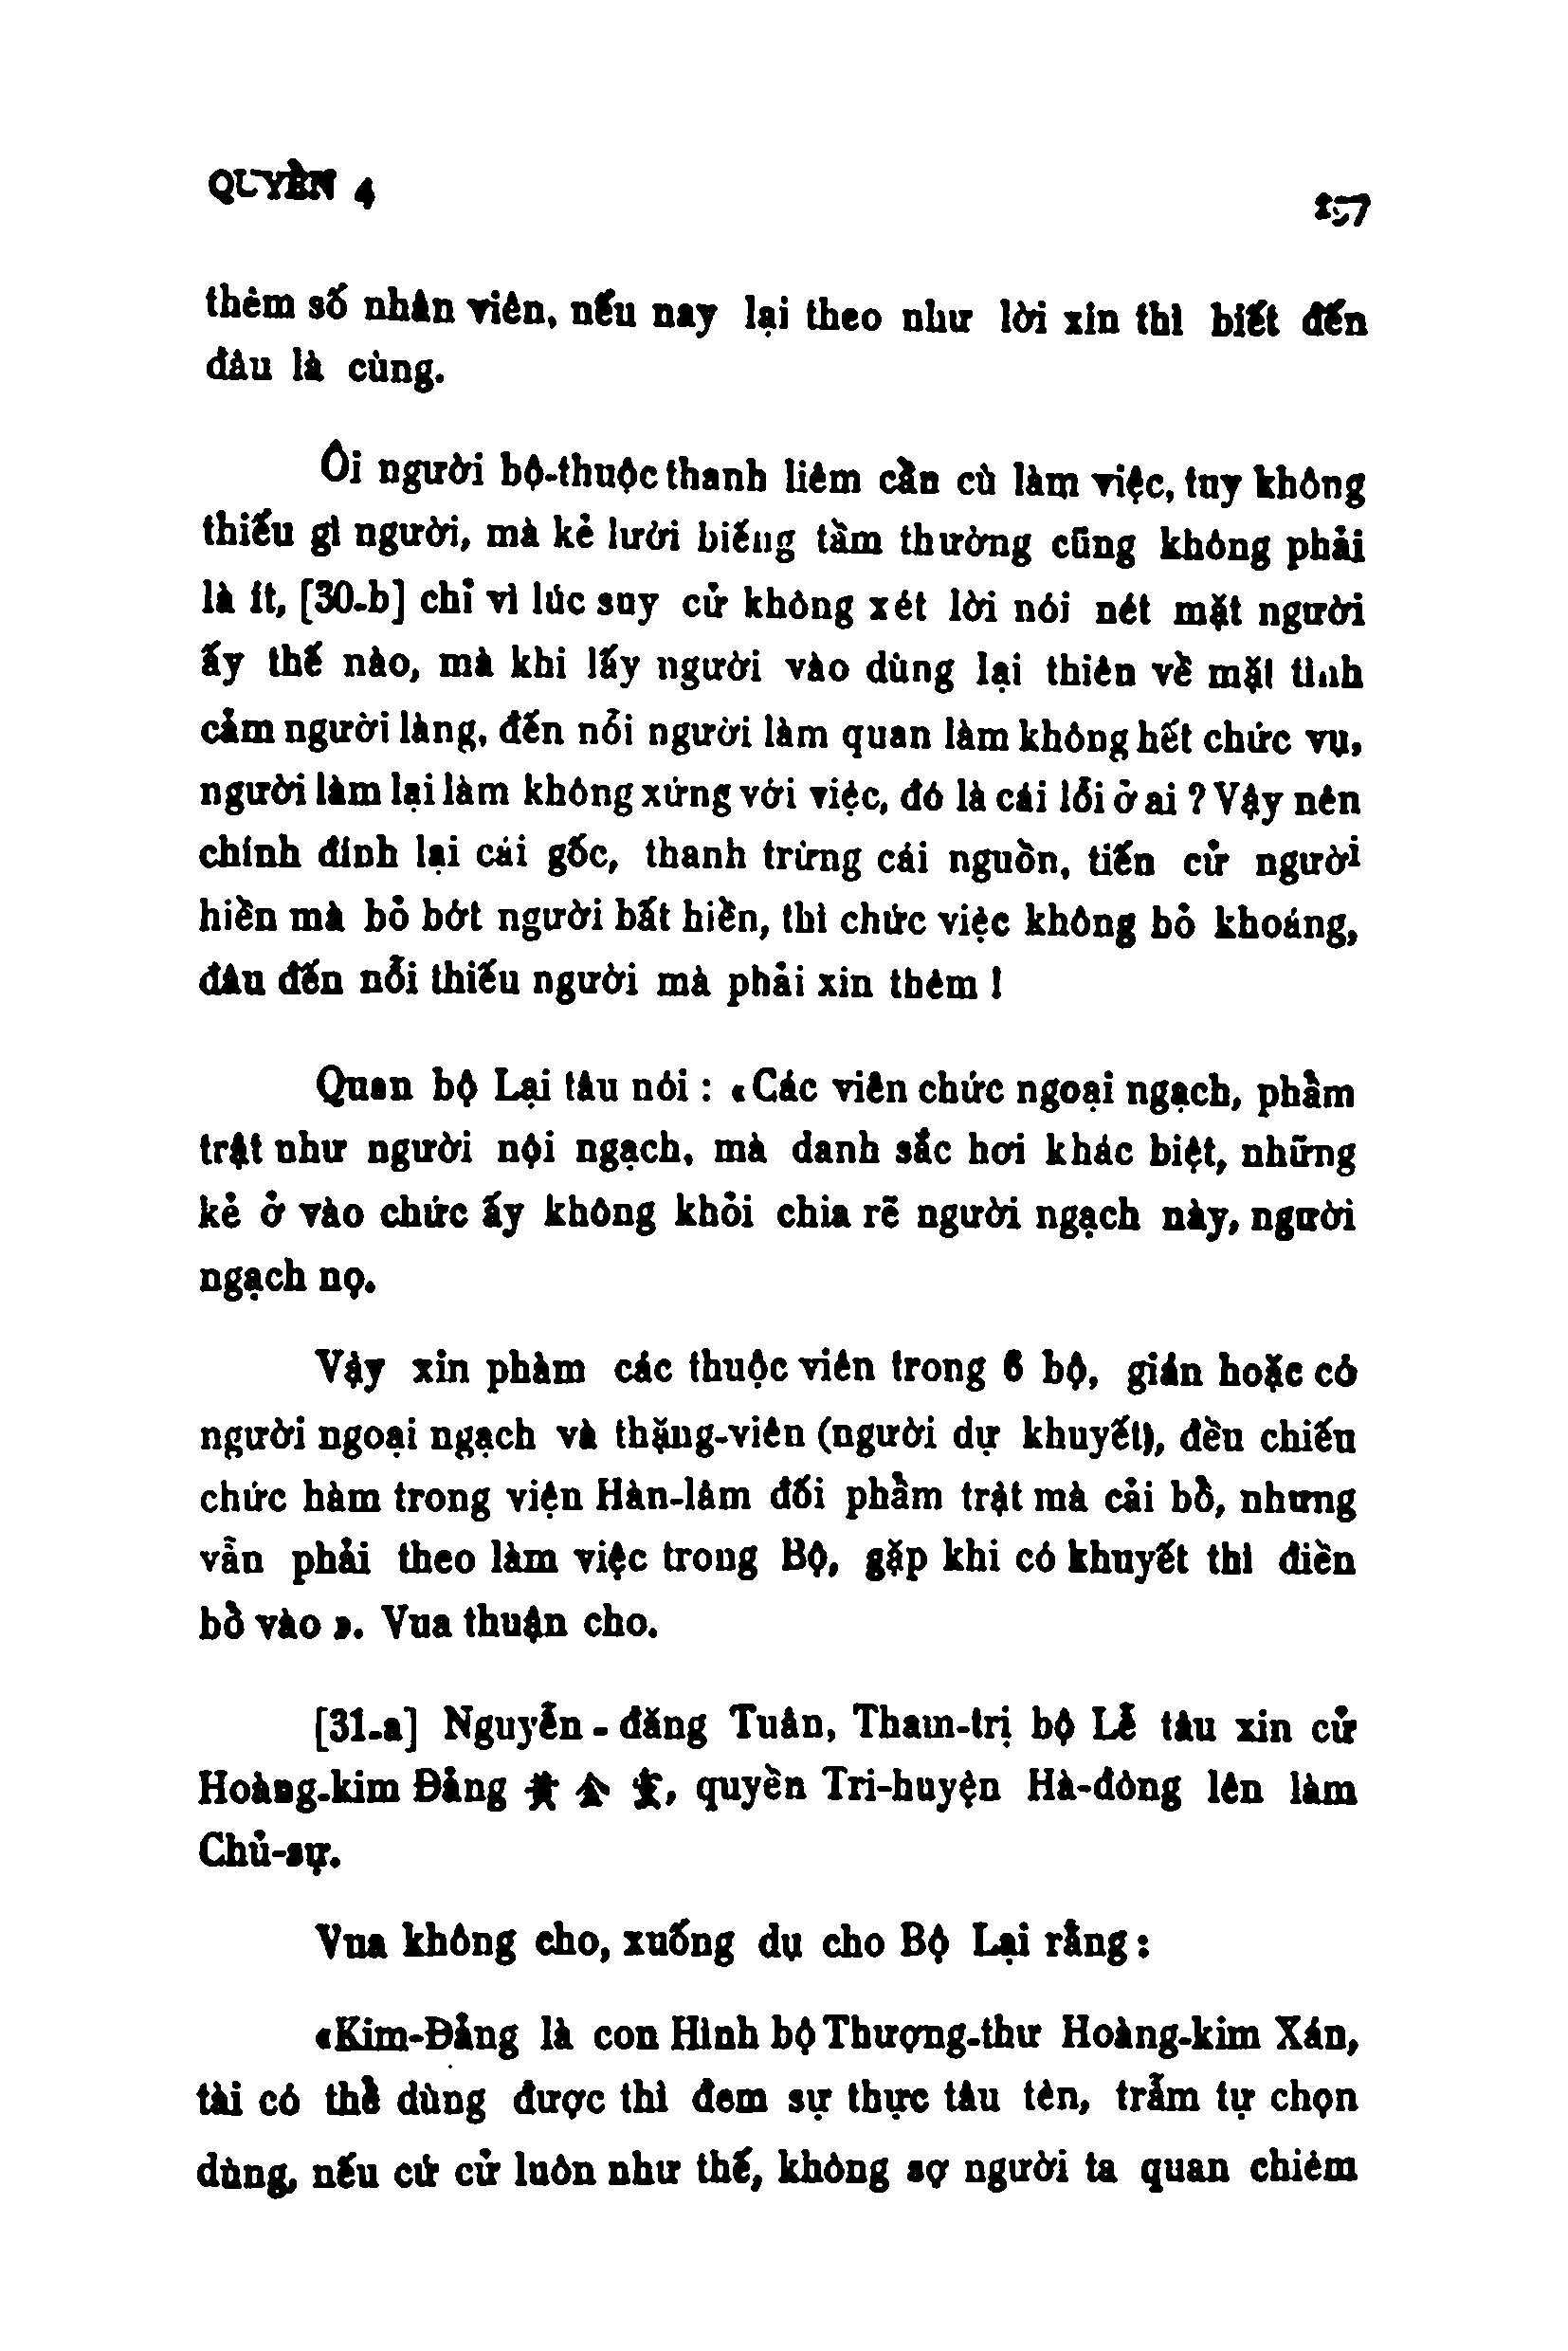 QUYỀN 4
157
thêm số nhân viên, nếu nay lại theo như lời xin thì biết đến
đâu là cùng.
Ôi người bộ-thuộc thanh liêm cần cù làm việc, tuy không
thiếu gì người, mà kẻ lười biếng tầm thường cũng không phải
là ít, [30-b] chỉ vì lúc suy cử không xét lời nói nét mặt người
ấy thế nào, mà khi lấy người vào dùng lại thiên về mặt tình
cảm người làng, đến nỗi người làm quan làm không hết chức vụ,
người làm lại làm không xứng với việc, đó là cái lỗi ở ai ? Vậy nên
chính đính lại cái gốc, thanh trừng cái nguồn, tiến cử người
hiền mà bỏ bớt người bất hiền, thì chức việc không bỏ khoáng,
đâu đến nỗi thiếu người mà phải xin thêm !
Quan bộ Lại tâu nói : «Các viên chức ngoại ngạch, phẩm
trật như người nội ngạch, mà danh sắc hơi khác biệt, những
kẻ ở vào chức ấy không khỏi chia rẽ người ngạch này, người
ngạch nọ.
Vậy xin phàm các thuộc viên trong 6 bộ, gián hoặc có
người ngoại ngạch và thặng-viên (người dự khuyết), đều chiếu
chức hàm trong viện Hàn-lâm đối phẩm trật mà cải bổ, nhưng
vẫn phải theo làm việc trong Bộ, gặp khi có khuyết thì điền
bổ vào ». Vua thuận cho.
[31-a] Nguyễn - đăng Tuân, Tham-trị bộ Lễ tâu xin cử
Hoàng-kim Đảng 黃 金, quyền Tri-huyện Hà-đông lên làm
Chủ-sự.
Vua không cho, xuống dụ cho Bộ Lại rằng :
«Kim-Đảng là con Hình bộ Thượng-thư Hoàng-kim Xán,
tài có thể dùng được thì đem sự thực tâu tên, trẫm tự chọn
dùng, nếu cứ cử luôn như thế, không sợ người ta quan chiêm